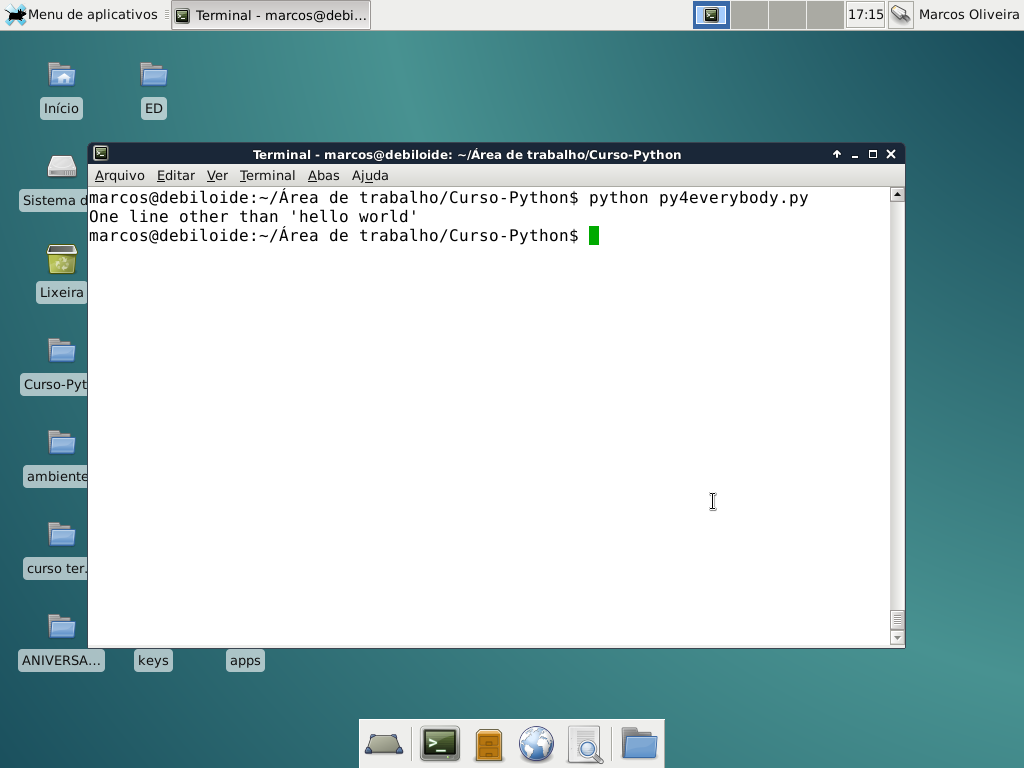 Menu de aplicativos
Terminal - marcos@debi...
17:15
Marcos Oliveira
Início
ED
Sistema d
Lixeira
Curso-Pyt
ambiente
curso ter.
ANIVERSA...
keys
apps
Terminal - marcos@debiloide: ~/Área de trabalho/Curso-Python
Arquivo Editar Ver Terminal Abas Ajuda
marcos@debiloide:~/Área de trabalho/Curso-Python$ python py4everybody.py
One line other than 'hello world'
marcos@debiloide:~/Área de trabalho/Curso-Python$